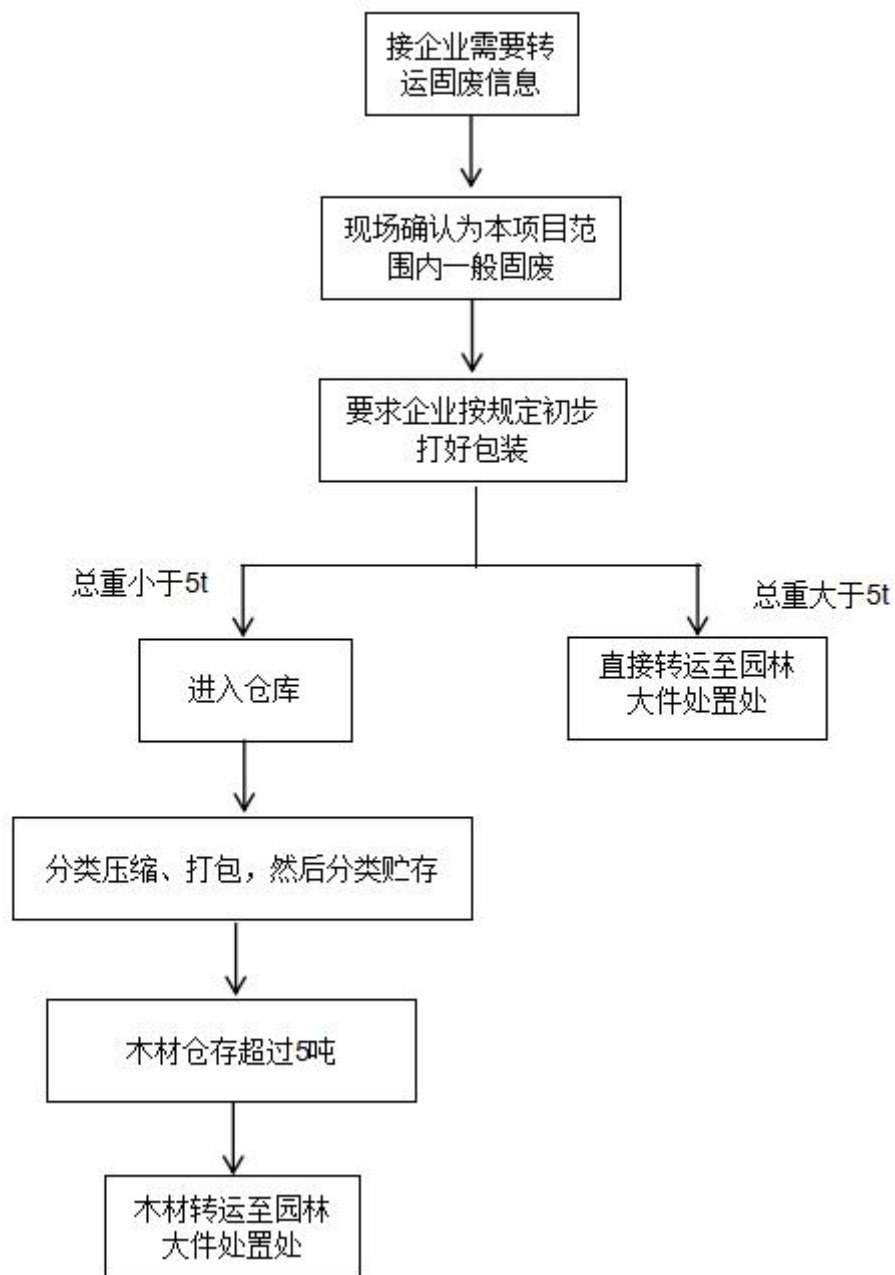 接企业需要转
运固废信息
现场确认为本项目范
围内一般固废
要求企业按规定初步
打好包装
总重小于5t
总重大于5t
进入仓库
直接转运至园林
大件处置处
分类压缩、打包，然后分类贮存
木材仓存超过5吨
木材转运至园林
大件处置处